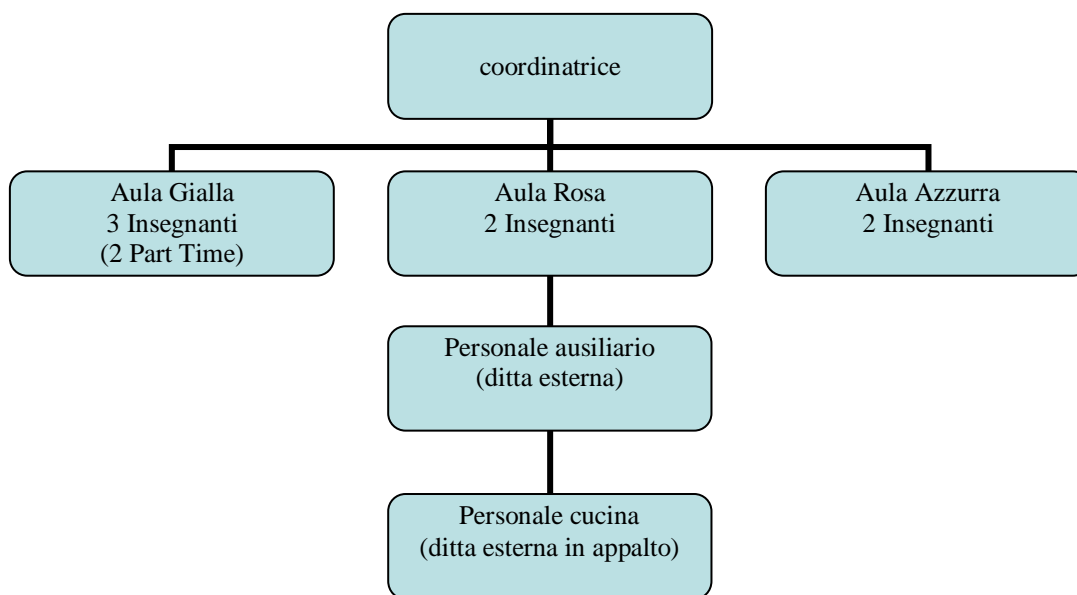 coordinatrice
Aula Gialla
3 Insegnanti
(2 Part Time)
Aula Rosa
2 Insegnanti
Aula Azzurra
2 Insegnanti
Personale ausiliario
(ditta esterna)
Personale cucina
(ditta esterna in appalto)